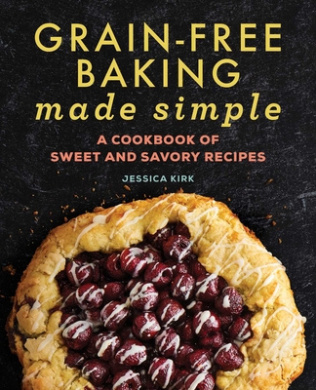 GRAIN-FREE
BAKING
made simple
A COOKBOOK OF
SWEET AND SAVORY RECIPES
JESSICA KIRK